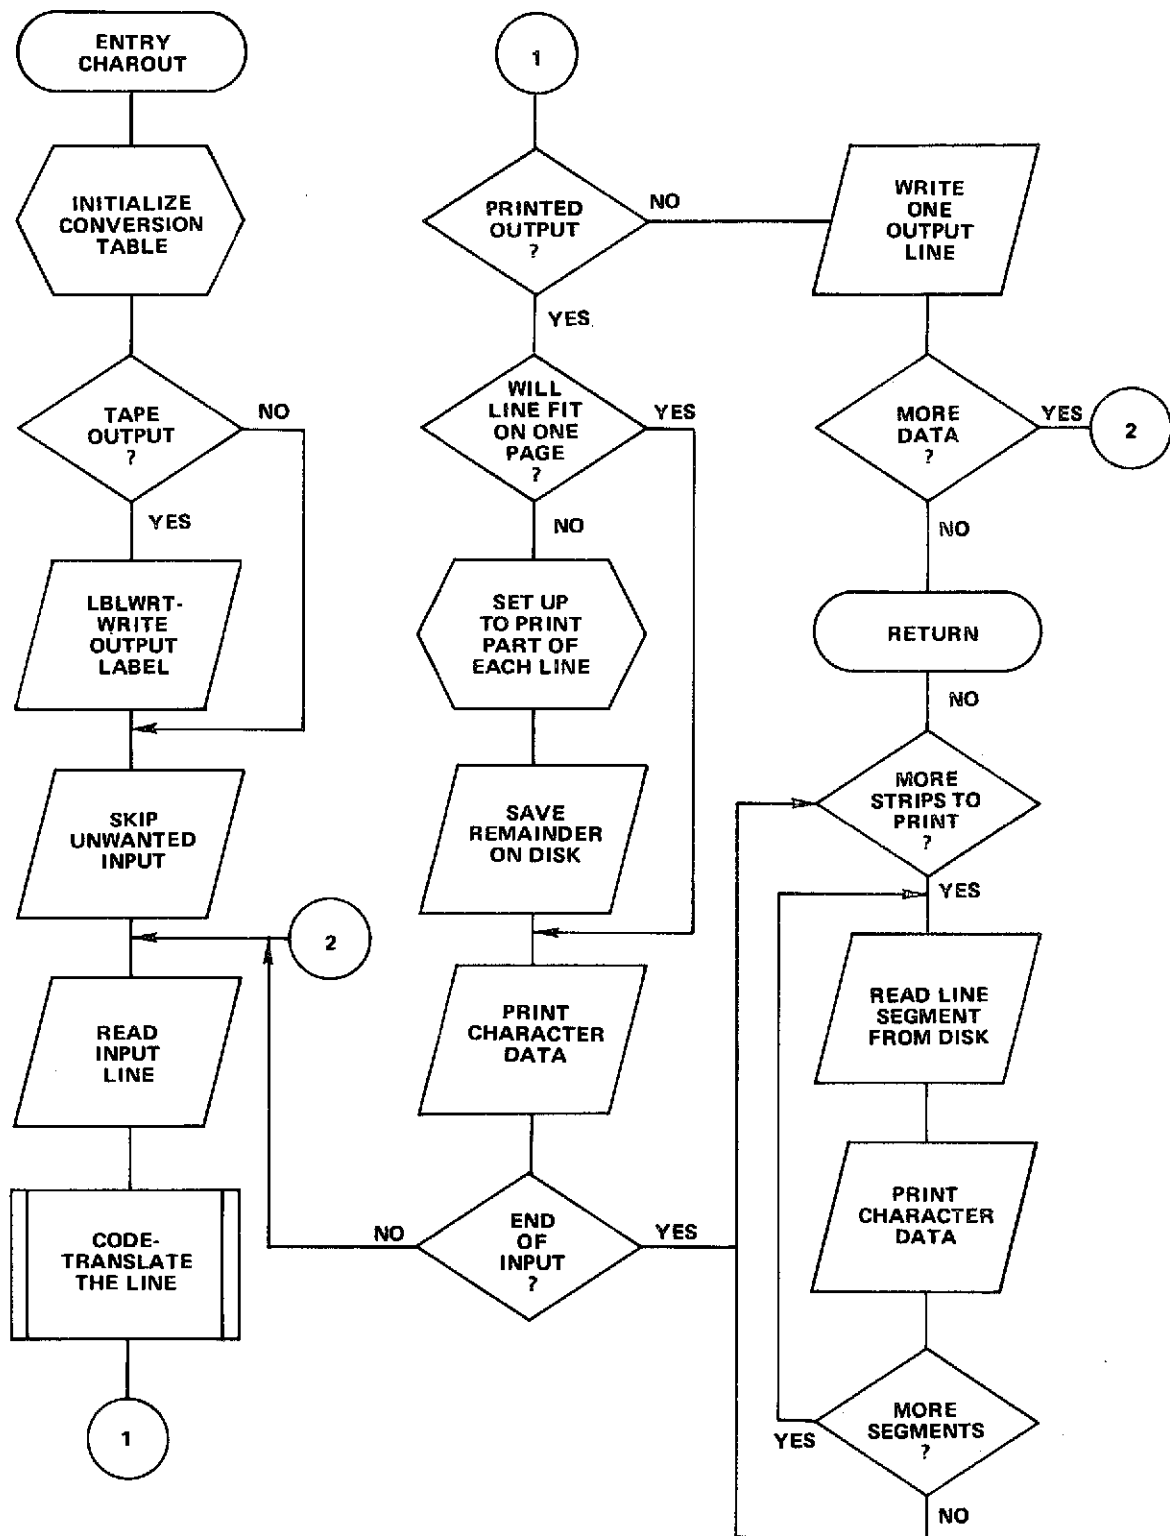 ENTRY
CHAROUT
INITIALIZE
CONVERSION
TABLE
TAPE
OUTPUT
?
NO
YES
LBLWRT-
WRITE
OUTPUT
LABEL
SKIP
UNWANTED
INPUT
2
READ
INPUT
LINE
CODE-
TRANSLATE
THE LINE
1
1
PRINTED
OUTPUT
?
NO
YES
WILL
LINE FIT
ON ONE
PAGE
?
YES
NO
SET UP
TO PRINT
PART OF
EACH LINE
SAVE
REMAINDER
ON DISK
PRINT
CHARACTER
DATA
END
OF
INPUT
?
NO
YES
WRITE
ONE
OUTPUT
LINE
MORE
DATA
?
YES
2
NO
RETURN
NO
MORE
STRIPS TO
PRINT
?
YES
READ LINE
SEGMENT
FROM DISK
PRINT
CHARACTER
DATA
MORE
SEGMENTS
?
YES
NO